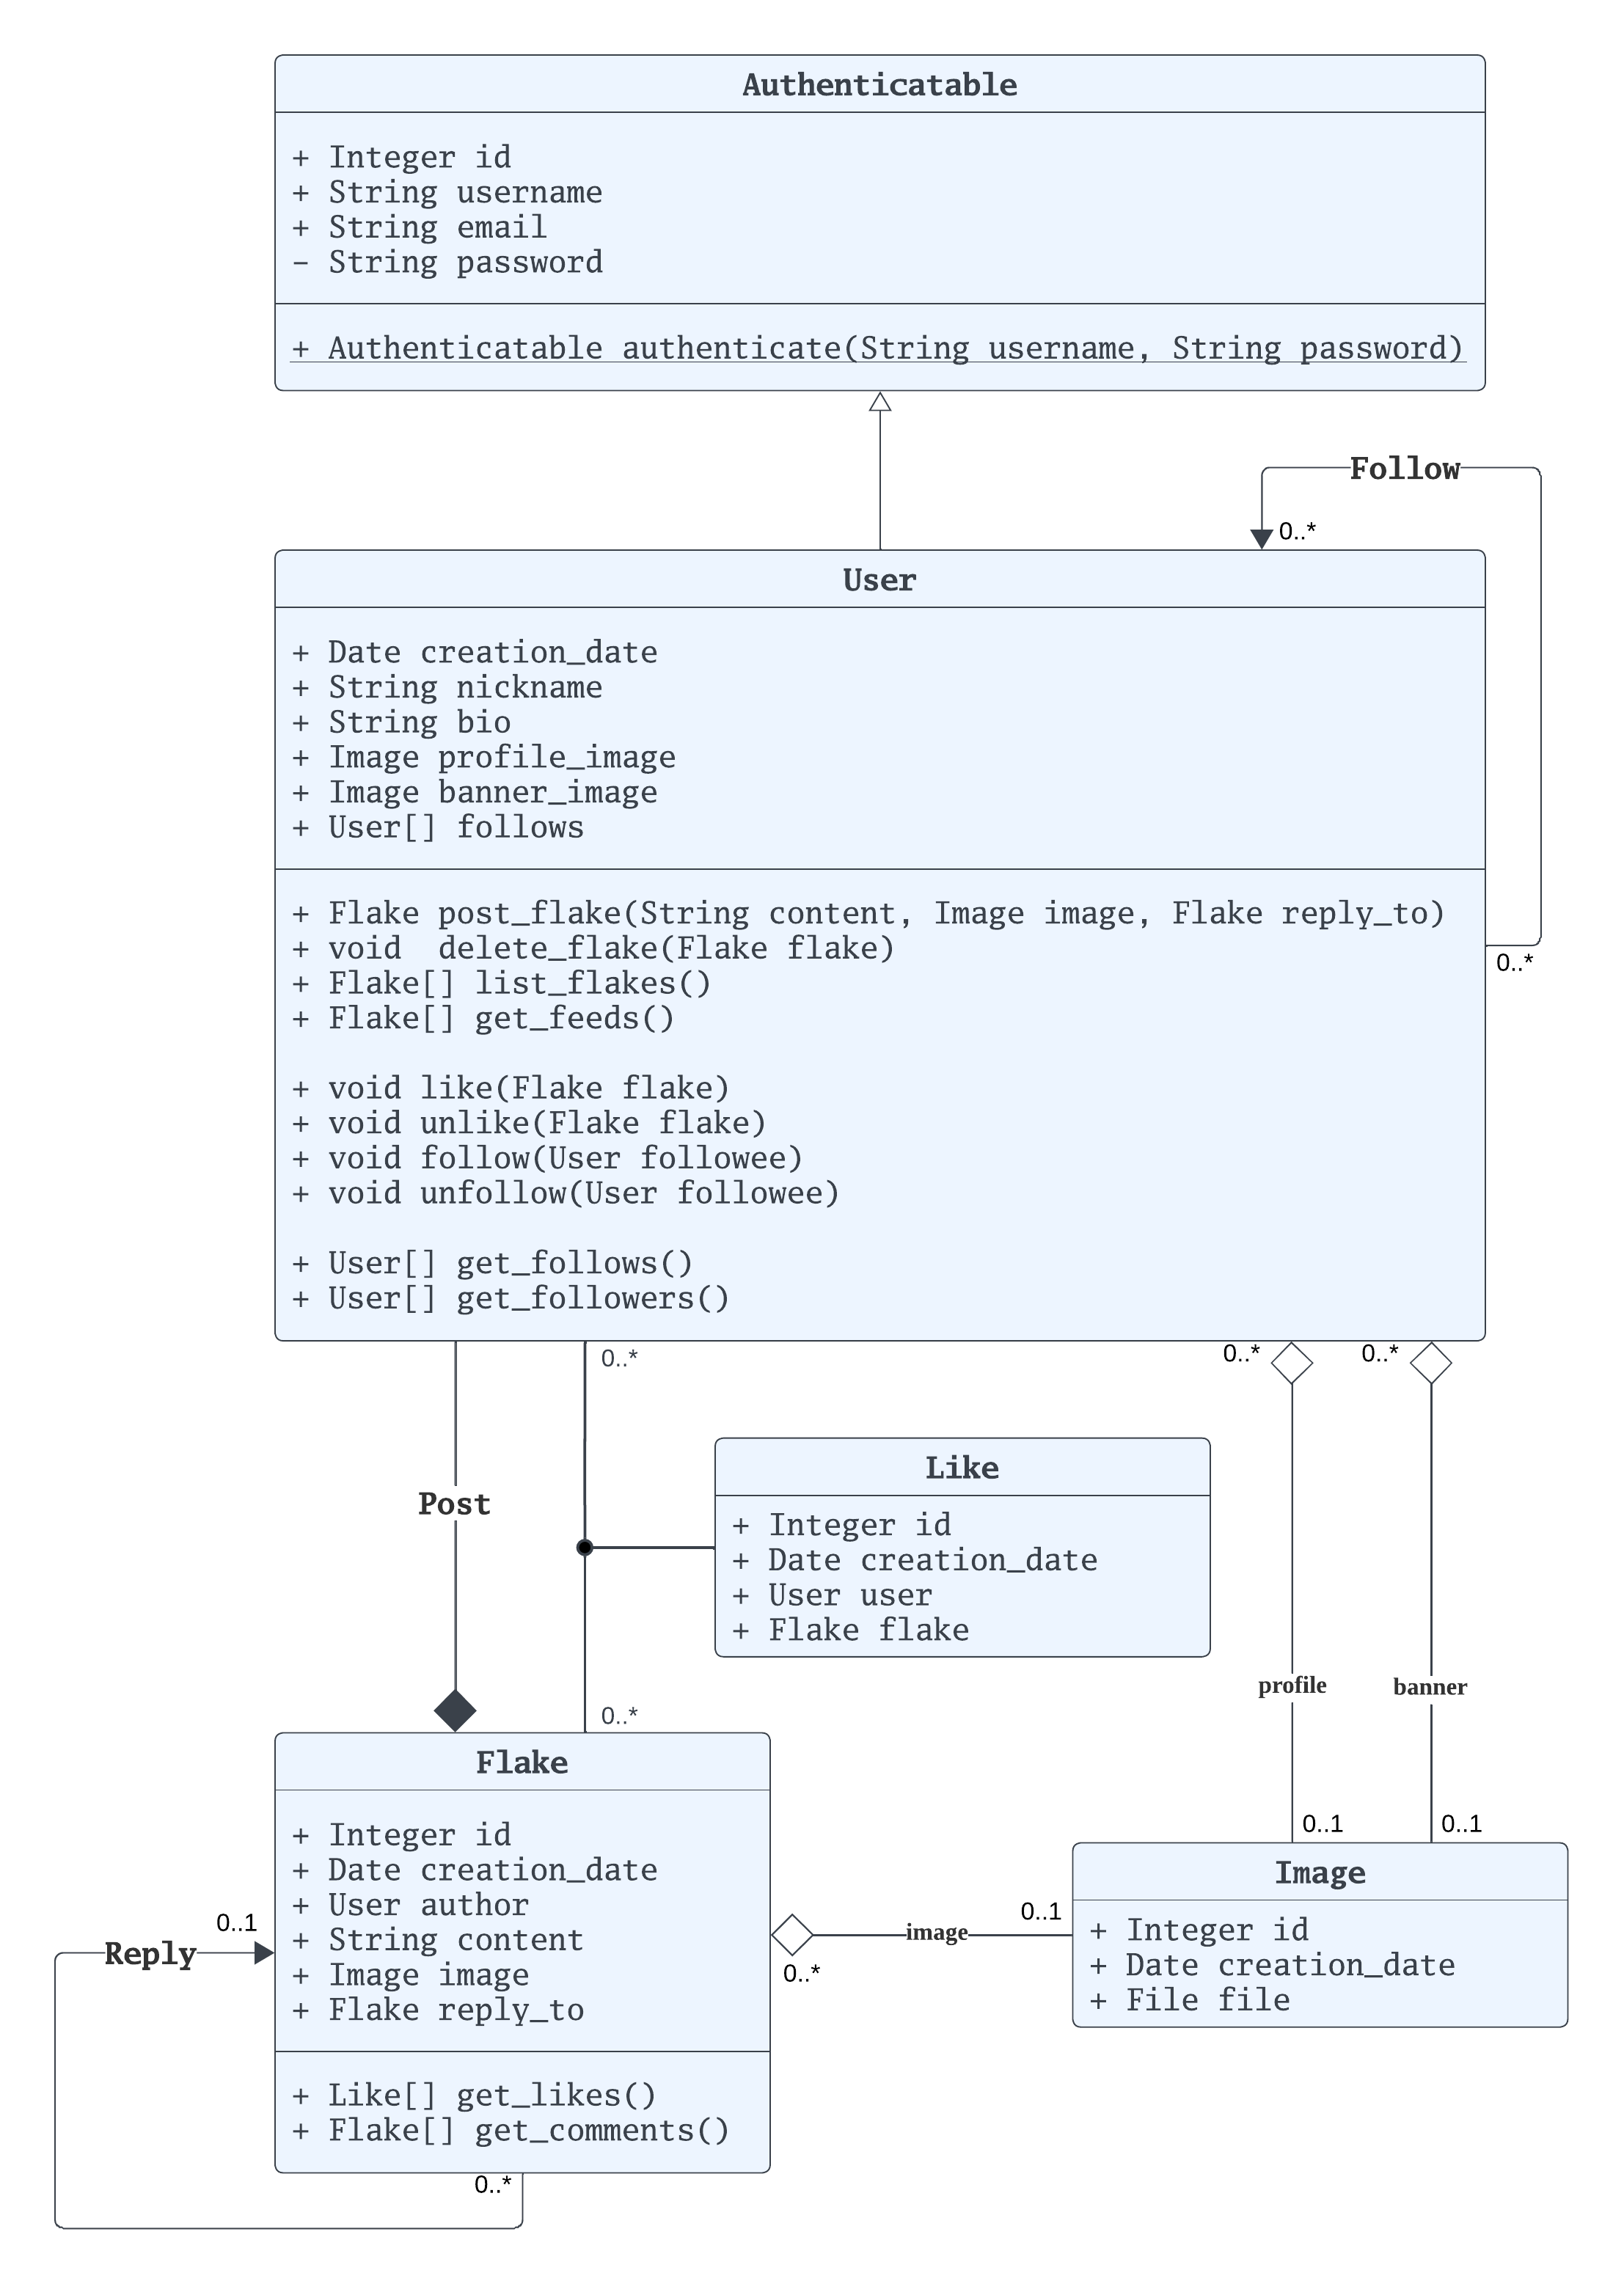 Authenticatable
+ Integer id
+ String username
+ String email
- String password
+ Authenticatable authenticate(String username, String password)
Follow
0..*
User
+ Date creation_date
+ String nickname
+ String bio
+ Image profile_image
+ Image banner_image
+ User[] follows
+ Flake post_flake(String content, Image image, Flake reply_to)
+ void  delete_flake(Flake flake)
0..*
+ Flake[] list_flakes()
+ Flake[] get_feeds()
+ void like(Flake flake)
+ void unlike(Flake flake)
+ void follow(User followee)
+ void unfollow(User followee)
+ User[] get_follows()
+ User[] get_followers()
0..*
0..*
0..*
Like
+ Integer id
+ Date creation_date
+ User user
+ Flake flake
Post
profile
banner
0..*
Flake
+ Integer id
+ Date creation_date
+ User author
+ String content
+ Image image
+ Flake reply_to
+ Like[] get_likes()
+ Flake[] get_comments()
0..1
Reply
0..*
image
0..1
0..*
0..1
0..1
Image
+ Integer id
+ Date creation_date
+ File file